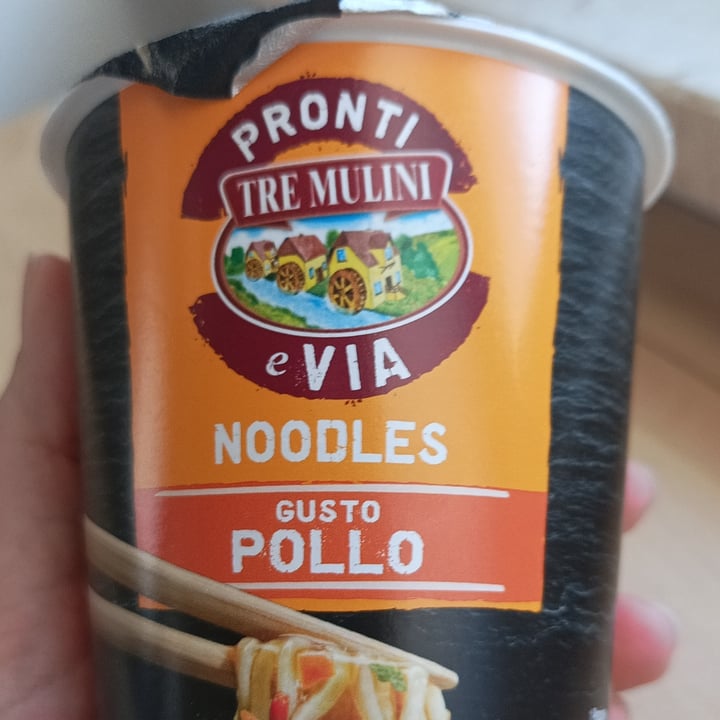 PRONTI
TRE MULINI
e VIA
NOODLES
GUSTO
POLLO